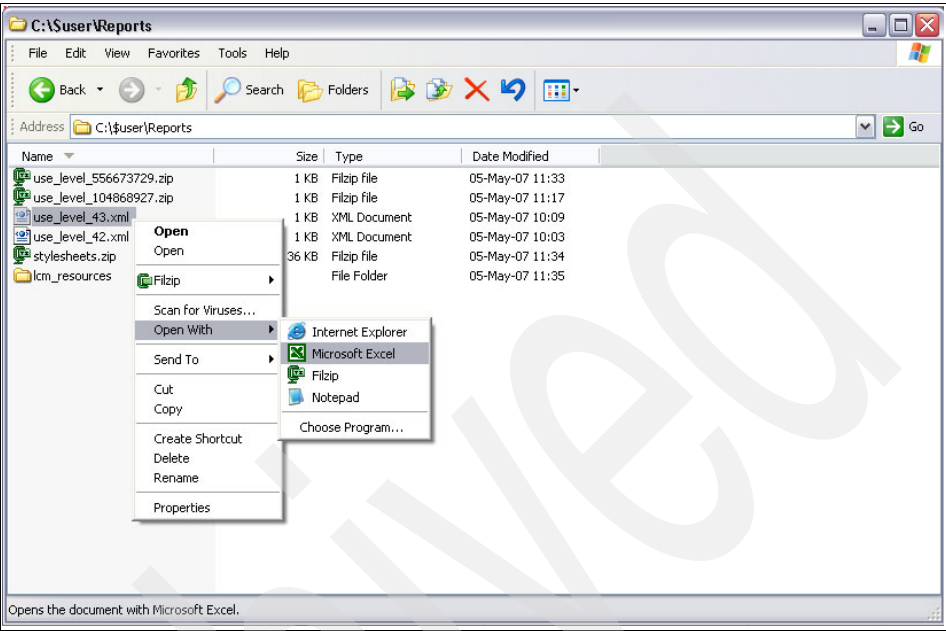 C:\$user\Reports
File Edit View Favorites Tools Help
Back Search Folders
Address C:\$user\Reports Go
Name Size Type Date Modified
use_level_556673729.zip 1 KB Filzip file 05-May-07 11:33
use_level_104868927.zip 1 KB Filzip file 05-May-07 11:17
use_level_43.xml 1 KB XML Document 05-May-07 10:09
use_level_42.xml 1 KB XML Document 05-May-07 10:03
stylesheets.zip 36 KB Filzip file 05-May-07 11:34
lcm_resources File Folder 05-May-07 11:35
Open
Open
Filzip
Scan for Viruses...
Open With
Send To
Cut
Copy
Create Shortcut
Delete
Rename
Properties
Internet Explorer
Microsoft Excel
Filzip
Notepad
Choose Program...
Opens the document with Microsoft Excel.
hived